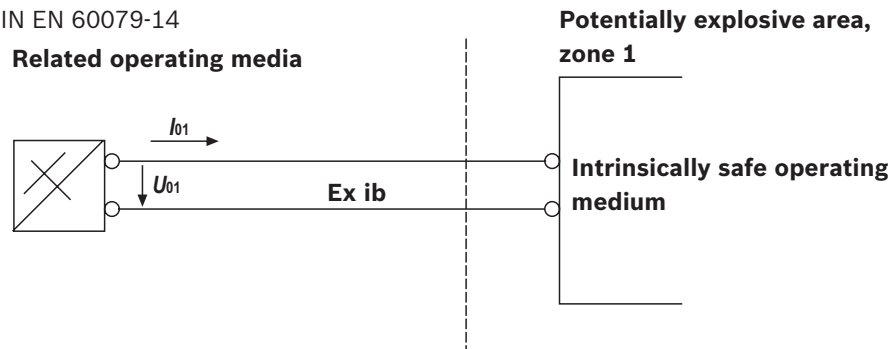 IN EN 60079-14
Related operating media
Potentially explosive area,
zone 1
I01
U01
Ex ib
Intrinsically safe operating
medium